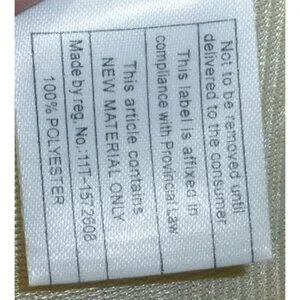 Not to be removed until
delivered to the consumer
This label is affixed in
compliance with Provincial Law
This article contains
NEW MATERIAL ONLY
Made by reg. No.:11T-1572608
100% POLYESTER